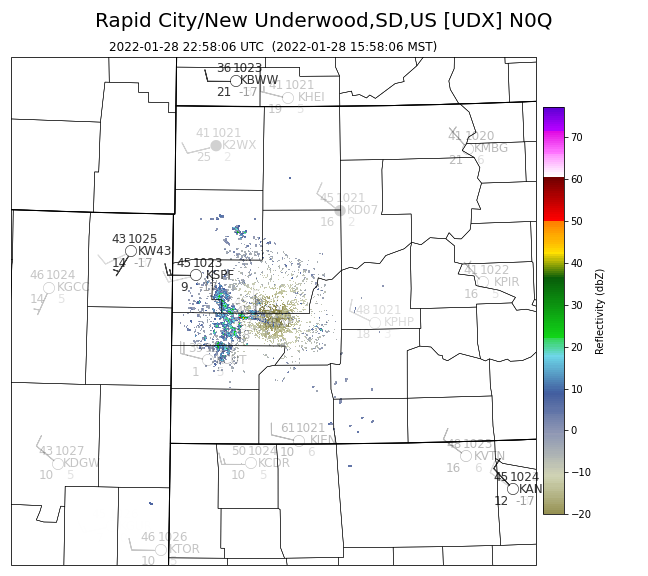 Rapid City/New Underwood,SD,US [UDX] N0Q
2022-01-28 22:58:06 UTC (2022-01-28 15:58:06 MST)
36 1023
KBWW
21 -17
41 1021
KHEI
19 5
41 1021
K2WX
25 2
41 1020
KMBG
21 6
45 1021
KD07
16 2
43 1025
KW43
14 -17
45 1023
KSPF
9
46 1024
KGCC
14 5
41 1022
KPIR
16 5
48 1021
KPHP
18
1
61 1021
KIEN
10 6
50 1024
KCDR
10 5
43 1027
KDGW
10 5
48 1023
KVTN
16 6
45 1024
KAN
12 -17
46 1026
KTOR
10
70
60
50
40
30
20
10
0
−10
−20
Reflectivity (dbZ)